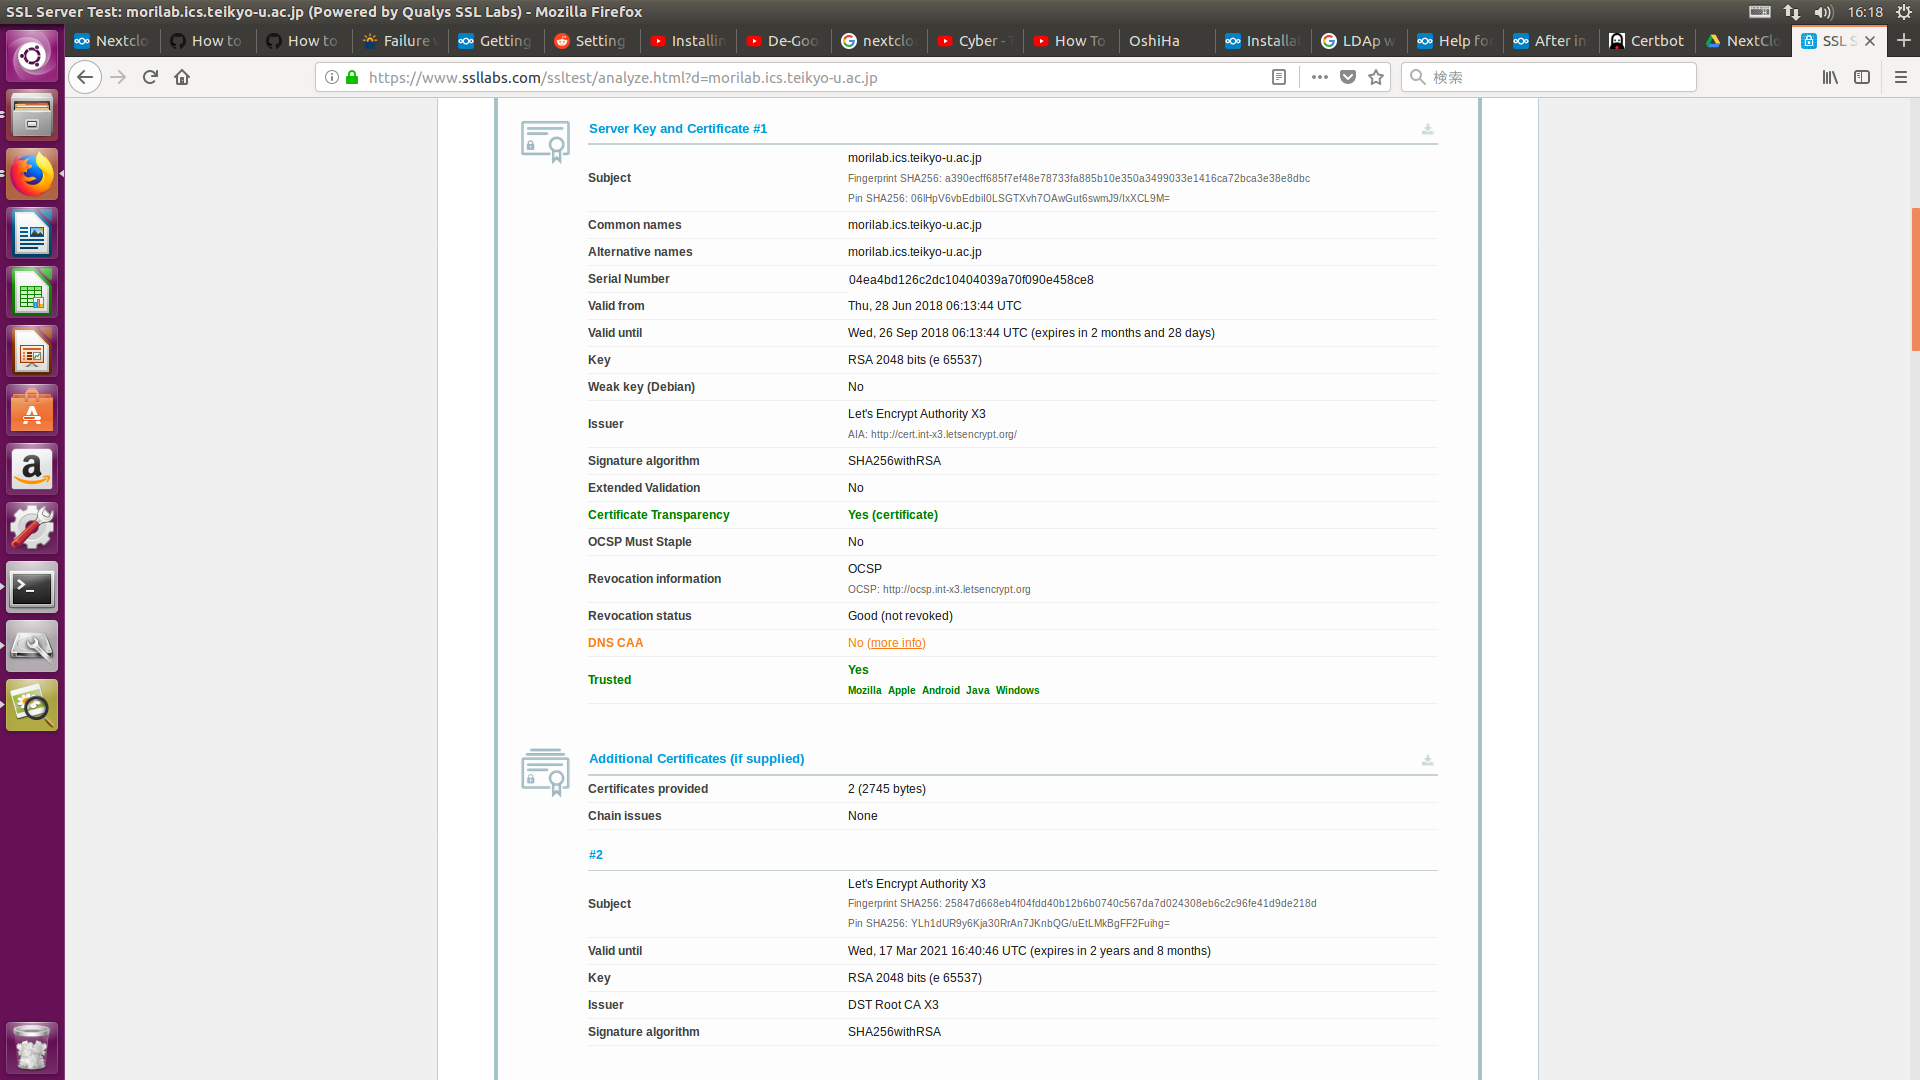 SSL Server Test: morilab.ics.teikyo-u.ac.jp (Powered by Qualys SSL Labs) - Mozilla Firefox
16:18
Nextclo
How to
How to
Failure
Getting
Setting
Installin
De-Goo
nextclo
Cyber -
How To
OshiHa
Installa
LDAp w
Help fo
After in
Certbot
NextClo
SSL S
https://www.ssllabs.com/ssltest/analyze.html?d=morilab.ics.teikyo-u.ac.jp
検索
Server Key and Certificate #1
Subject
morilab.ics.teikyo-u.ac.jp
Fingerprint SHA256: a390ecff685f7ef48e78733fa885b10e350a3499033e1416ca72bca3e38e8dbc
Pin SHA256: 06lHpV6vbEdbil0LSGTXvh7OAwGut6swmJ9/IxXCL9M=
Common names morilab.ics.teikyo-u.ac.jp
Alternative names morilab.ics.teikyo-u.ac.jp
Serial Number 04ea4bd126c2dc10404039a70f090e458ce8
Valid from Thu, 28 Jun 2018 06:13:44 UTC
Valid until Wed, 26 Sep 2018 06:13:44 UTC (expires in 2 months and 28 days)
Key RSA 2048 bits (e 65537)
Weak key (Debian) No
Issuer
Let's Encrypt Authority X3
AIA: http://cert.int-x3.letsencrypt.org/
Signature algorithm SHA256withRSA
Extended Validation No
Certificate Transparency Yes (certificate)
OCSP Must Staple No
Revocation information
OCSP
OCSP: http://ocsp.int-x3.letsencrypt.org
Revocation status Good (not revoked)
DNS CAA No (more info)
Trusted
Yes
Mozilla Apple Android Java Windows
Additional Certificates (if supplied)
Certificates provided 2 (2745 bytes)
Chain issues None
#2
Subject
Let's Encrypt Authority X3
Fingerprint SHA256: 25847d668eb4f04fdd40b12b6b0740c567da7d024308eb6c2c96fe41d9de218d
Pin SHA256: YLh1dUR9y6Kja30RrAn7JKnbQG/uEtLMkBgFF2Fuihg=
Valid until Wed, 17 Mar 2021 16:40:46 UTC (expires in 2 years and 8 months)
Key RSA 2048 bits (e 65537)
Issuer DST Root CA X3
Signature algorithm SHA256withRSA